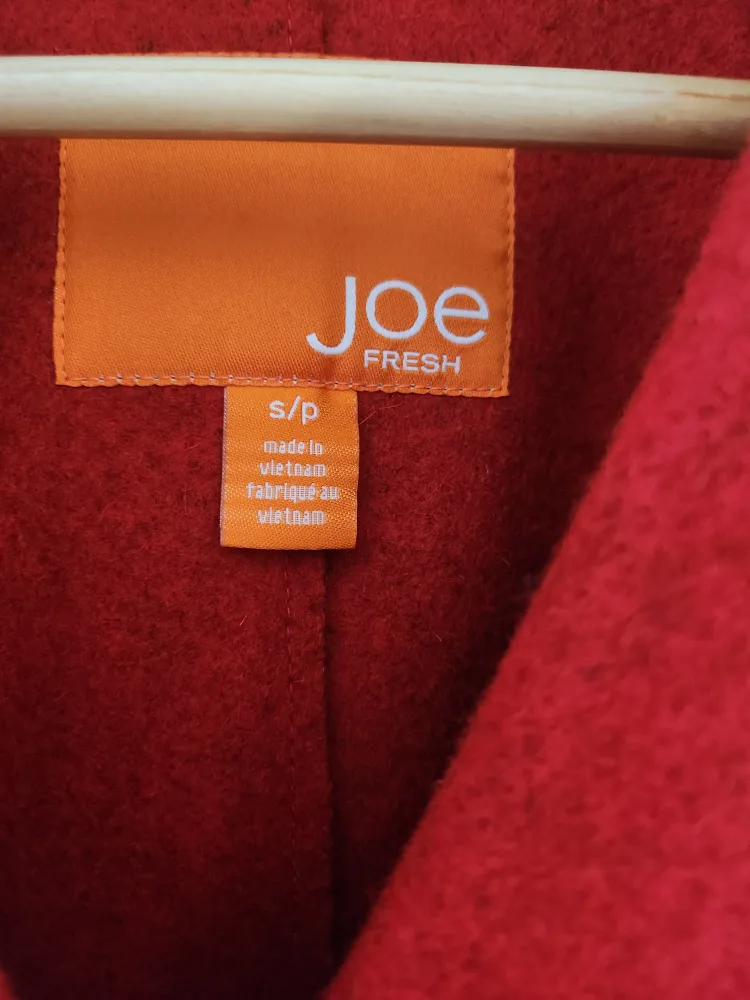 Joe
FRESH
s/p
made in
vietnam
fabriqué au
vietnam